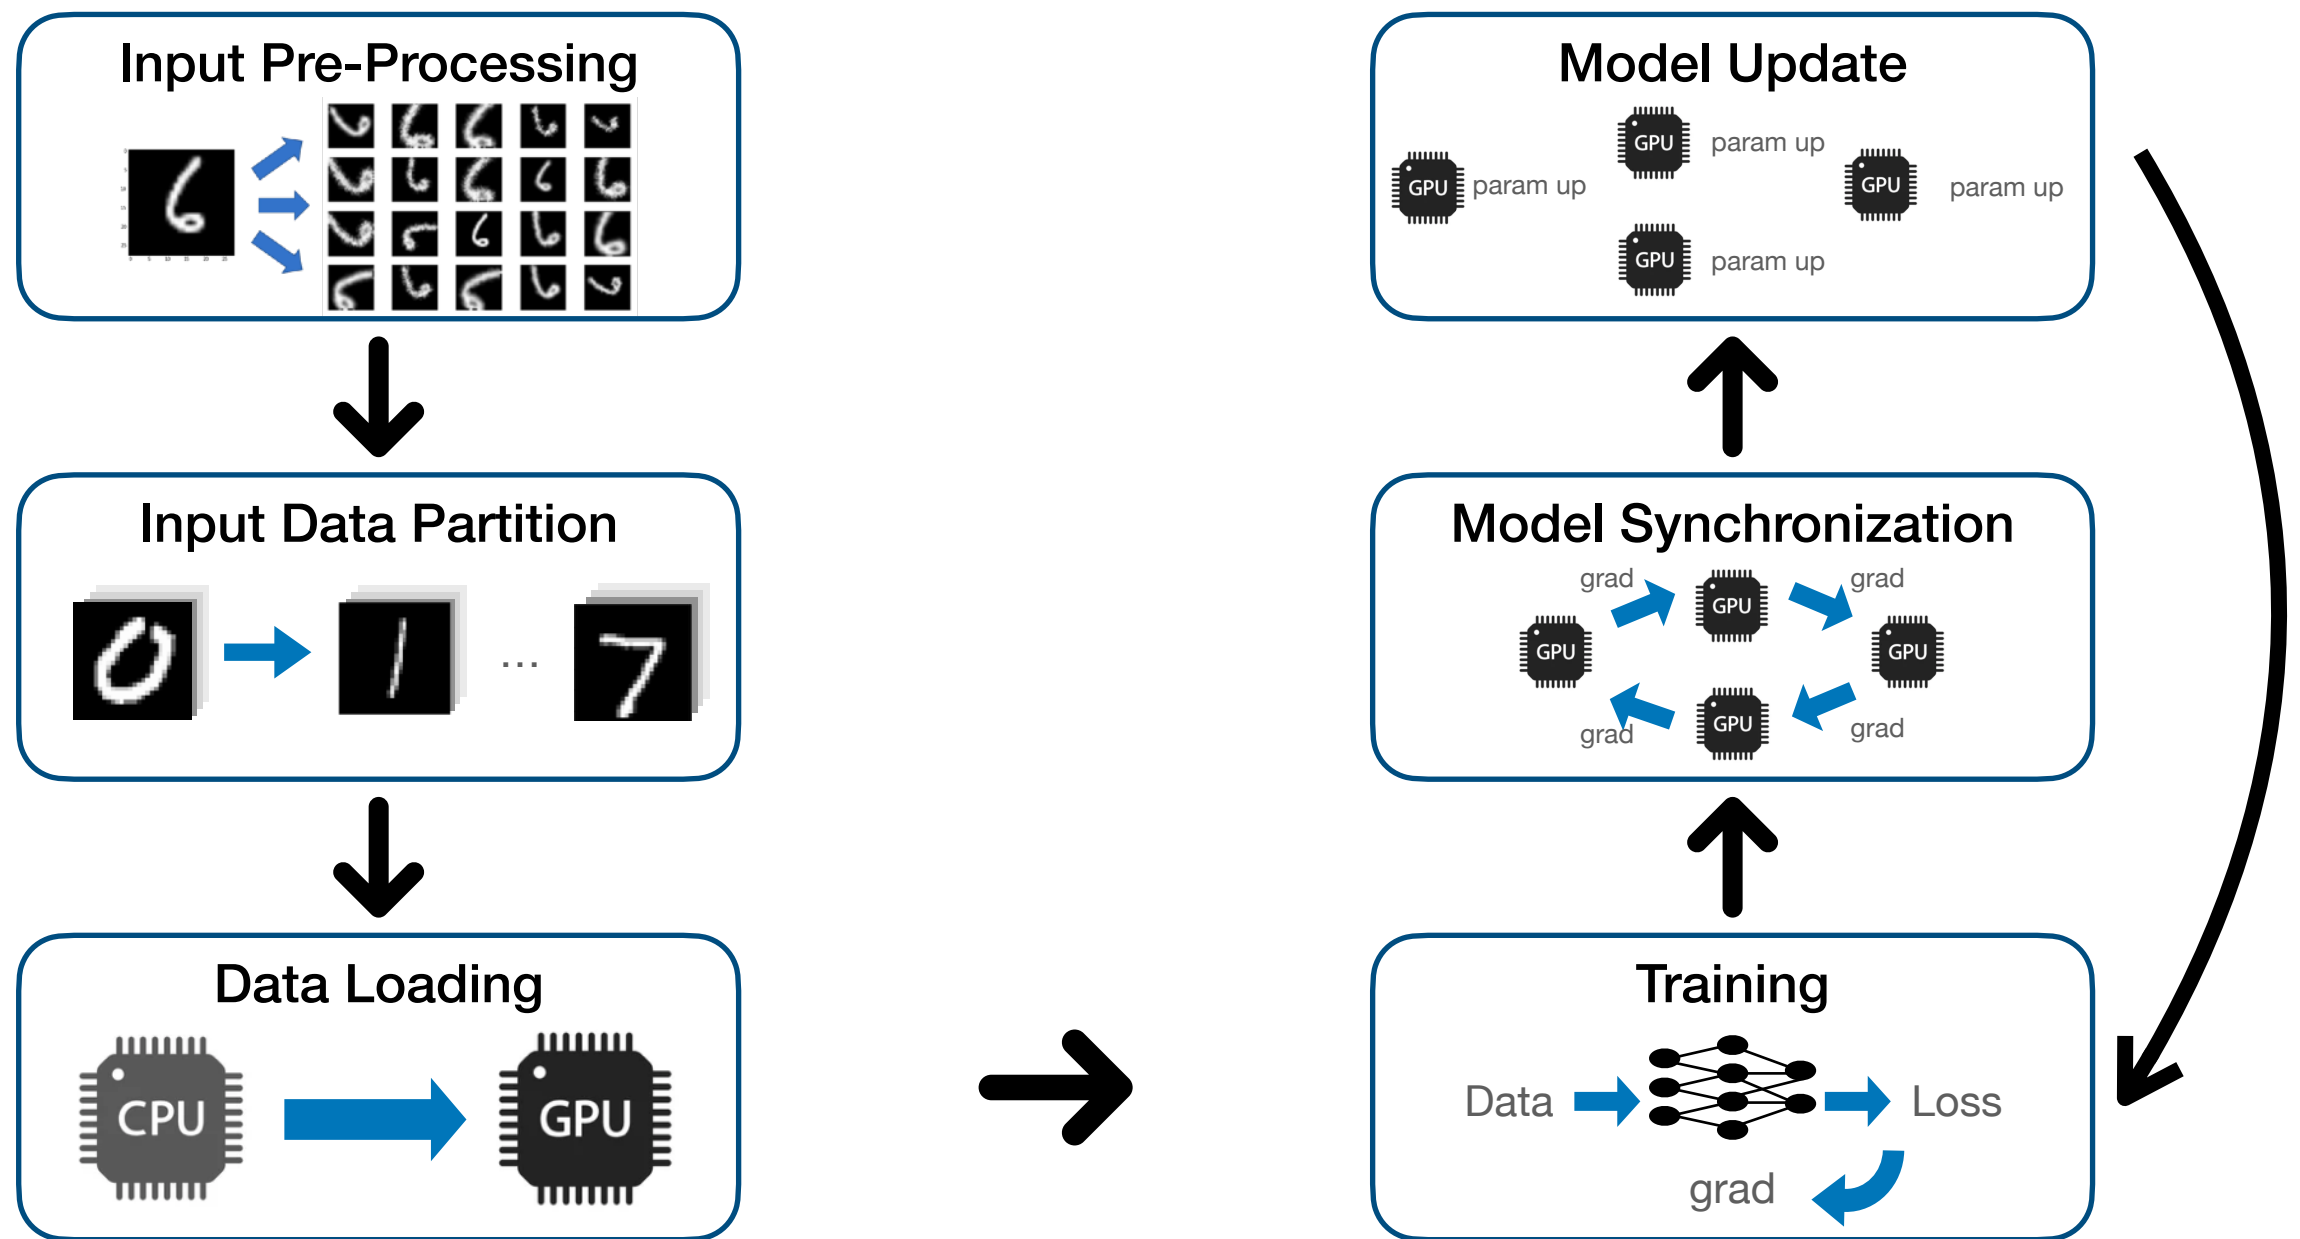 Input Pre-Processing
Input Data Partition
...
Data Loading
CPU
GPU
Model Update
GPU
param up
GPU
param up
GPU
param up
GPU
param up
Model Synchronization
grad
grad
GPU
GPU
GPU
GPU
grad
grad
Training
Data
Loss
grad